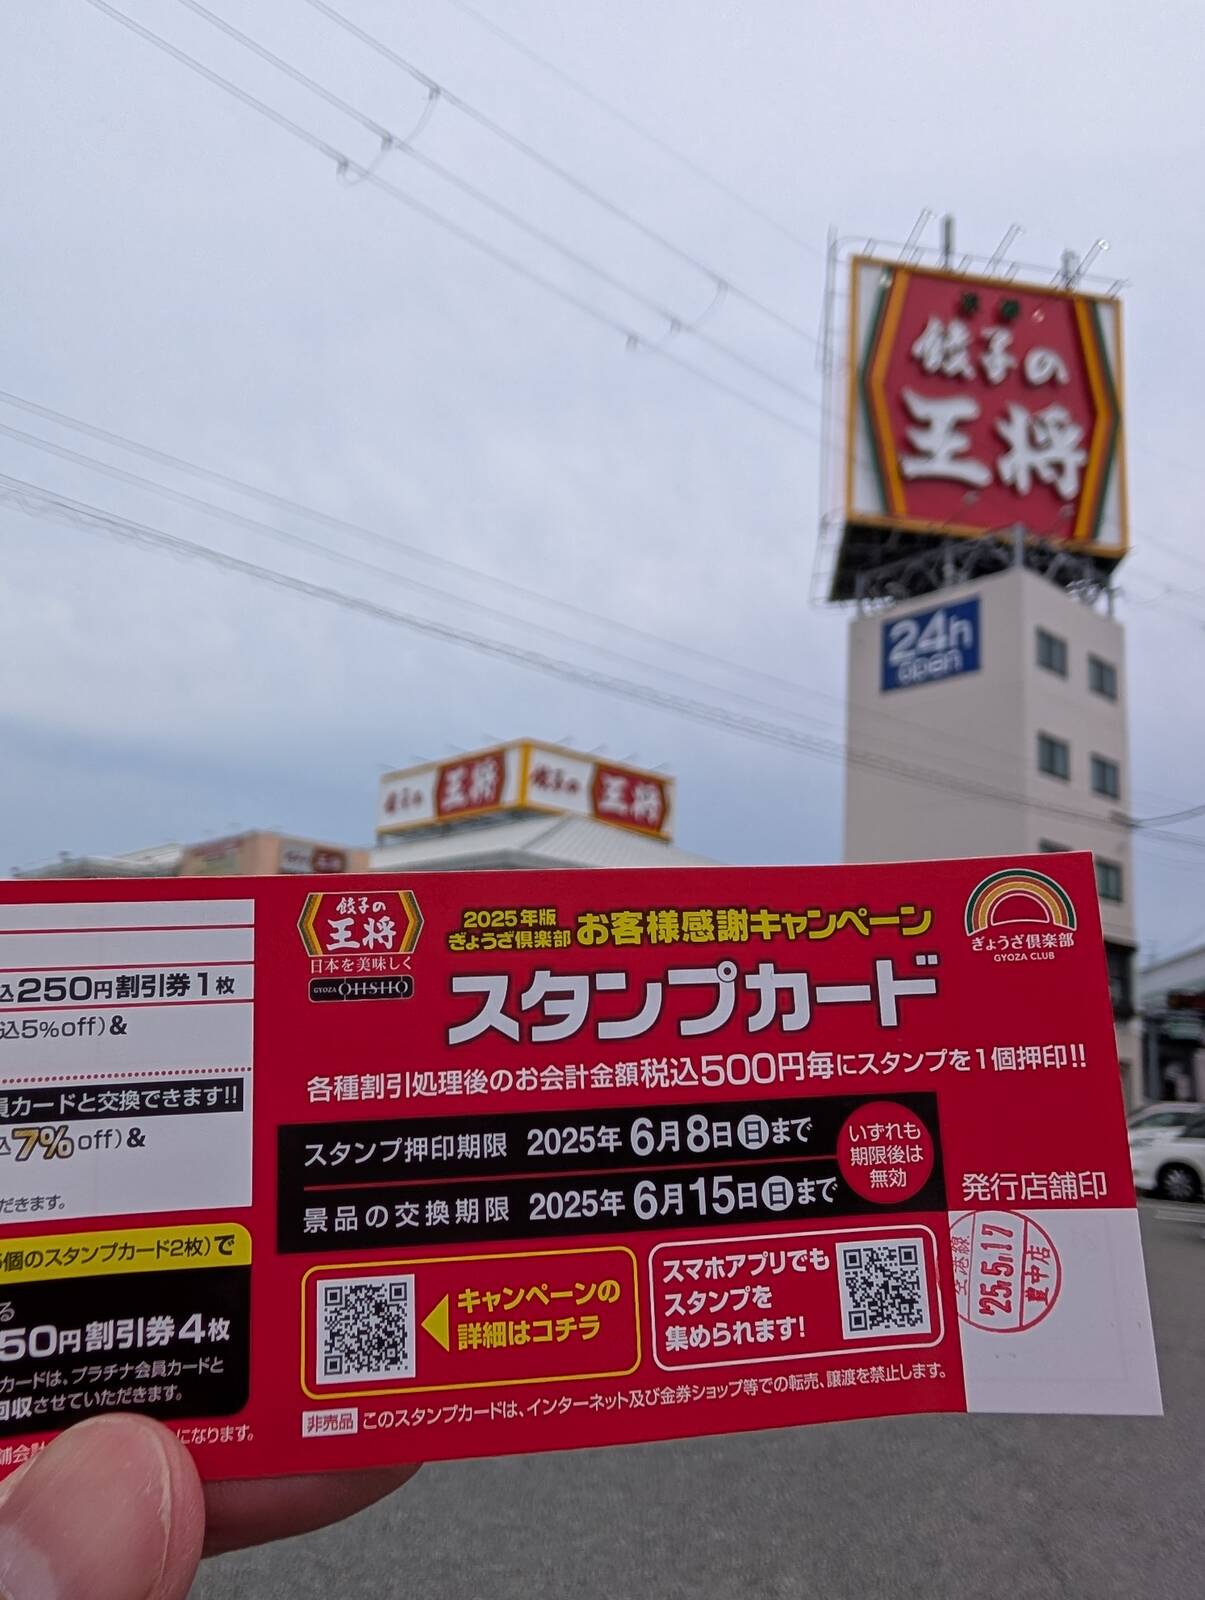 餃子の
王将
24h
open
餃子の 王将
餃子の 王将
込250円割引券1枚
込5%off)&
員カードと交換できます!!
込7%off)&
だきます。
個のスタンプカード2枚)で
る
50円割引券4枚
カードは、プラチナ会員カードと
回収させていただきます。
になります。
舗会計
餃子の
王将
日本を美味しく
GYOZA OHSHO
2025年版
ぎょうざ倶楽部 お客様感謝キャンペーン
スタンプカード
ぎょうざ倶楽部
GYOZA CLUB
各種割引処理後のお会計金額税込500円毎にスタンプを1個押印!!
スタンプ押印期限 2025年6月8日(日)まで
景品の交換期限 2025年6月15日(日)まで
いずれも
期限後は
無効
キャンペーンの
詳細はコチラ
スマホアプリでも
スタンプを
集められます!
発行店舗印
空港線
'25.5.17
豊中店
非売品 このスタンプカードは、インターネット及び金券ショップ等での転売、譲渡を禁止します。